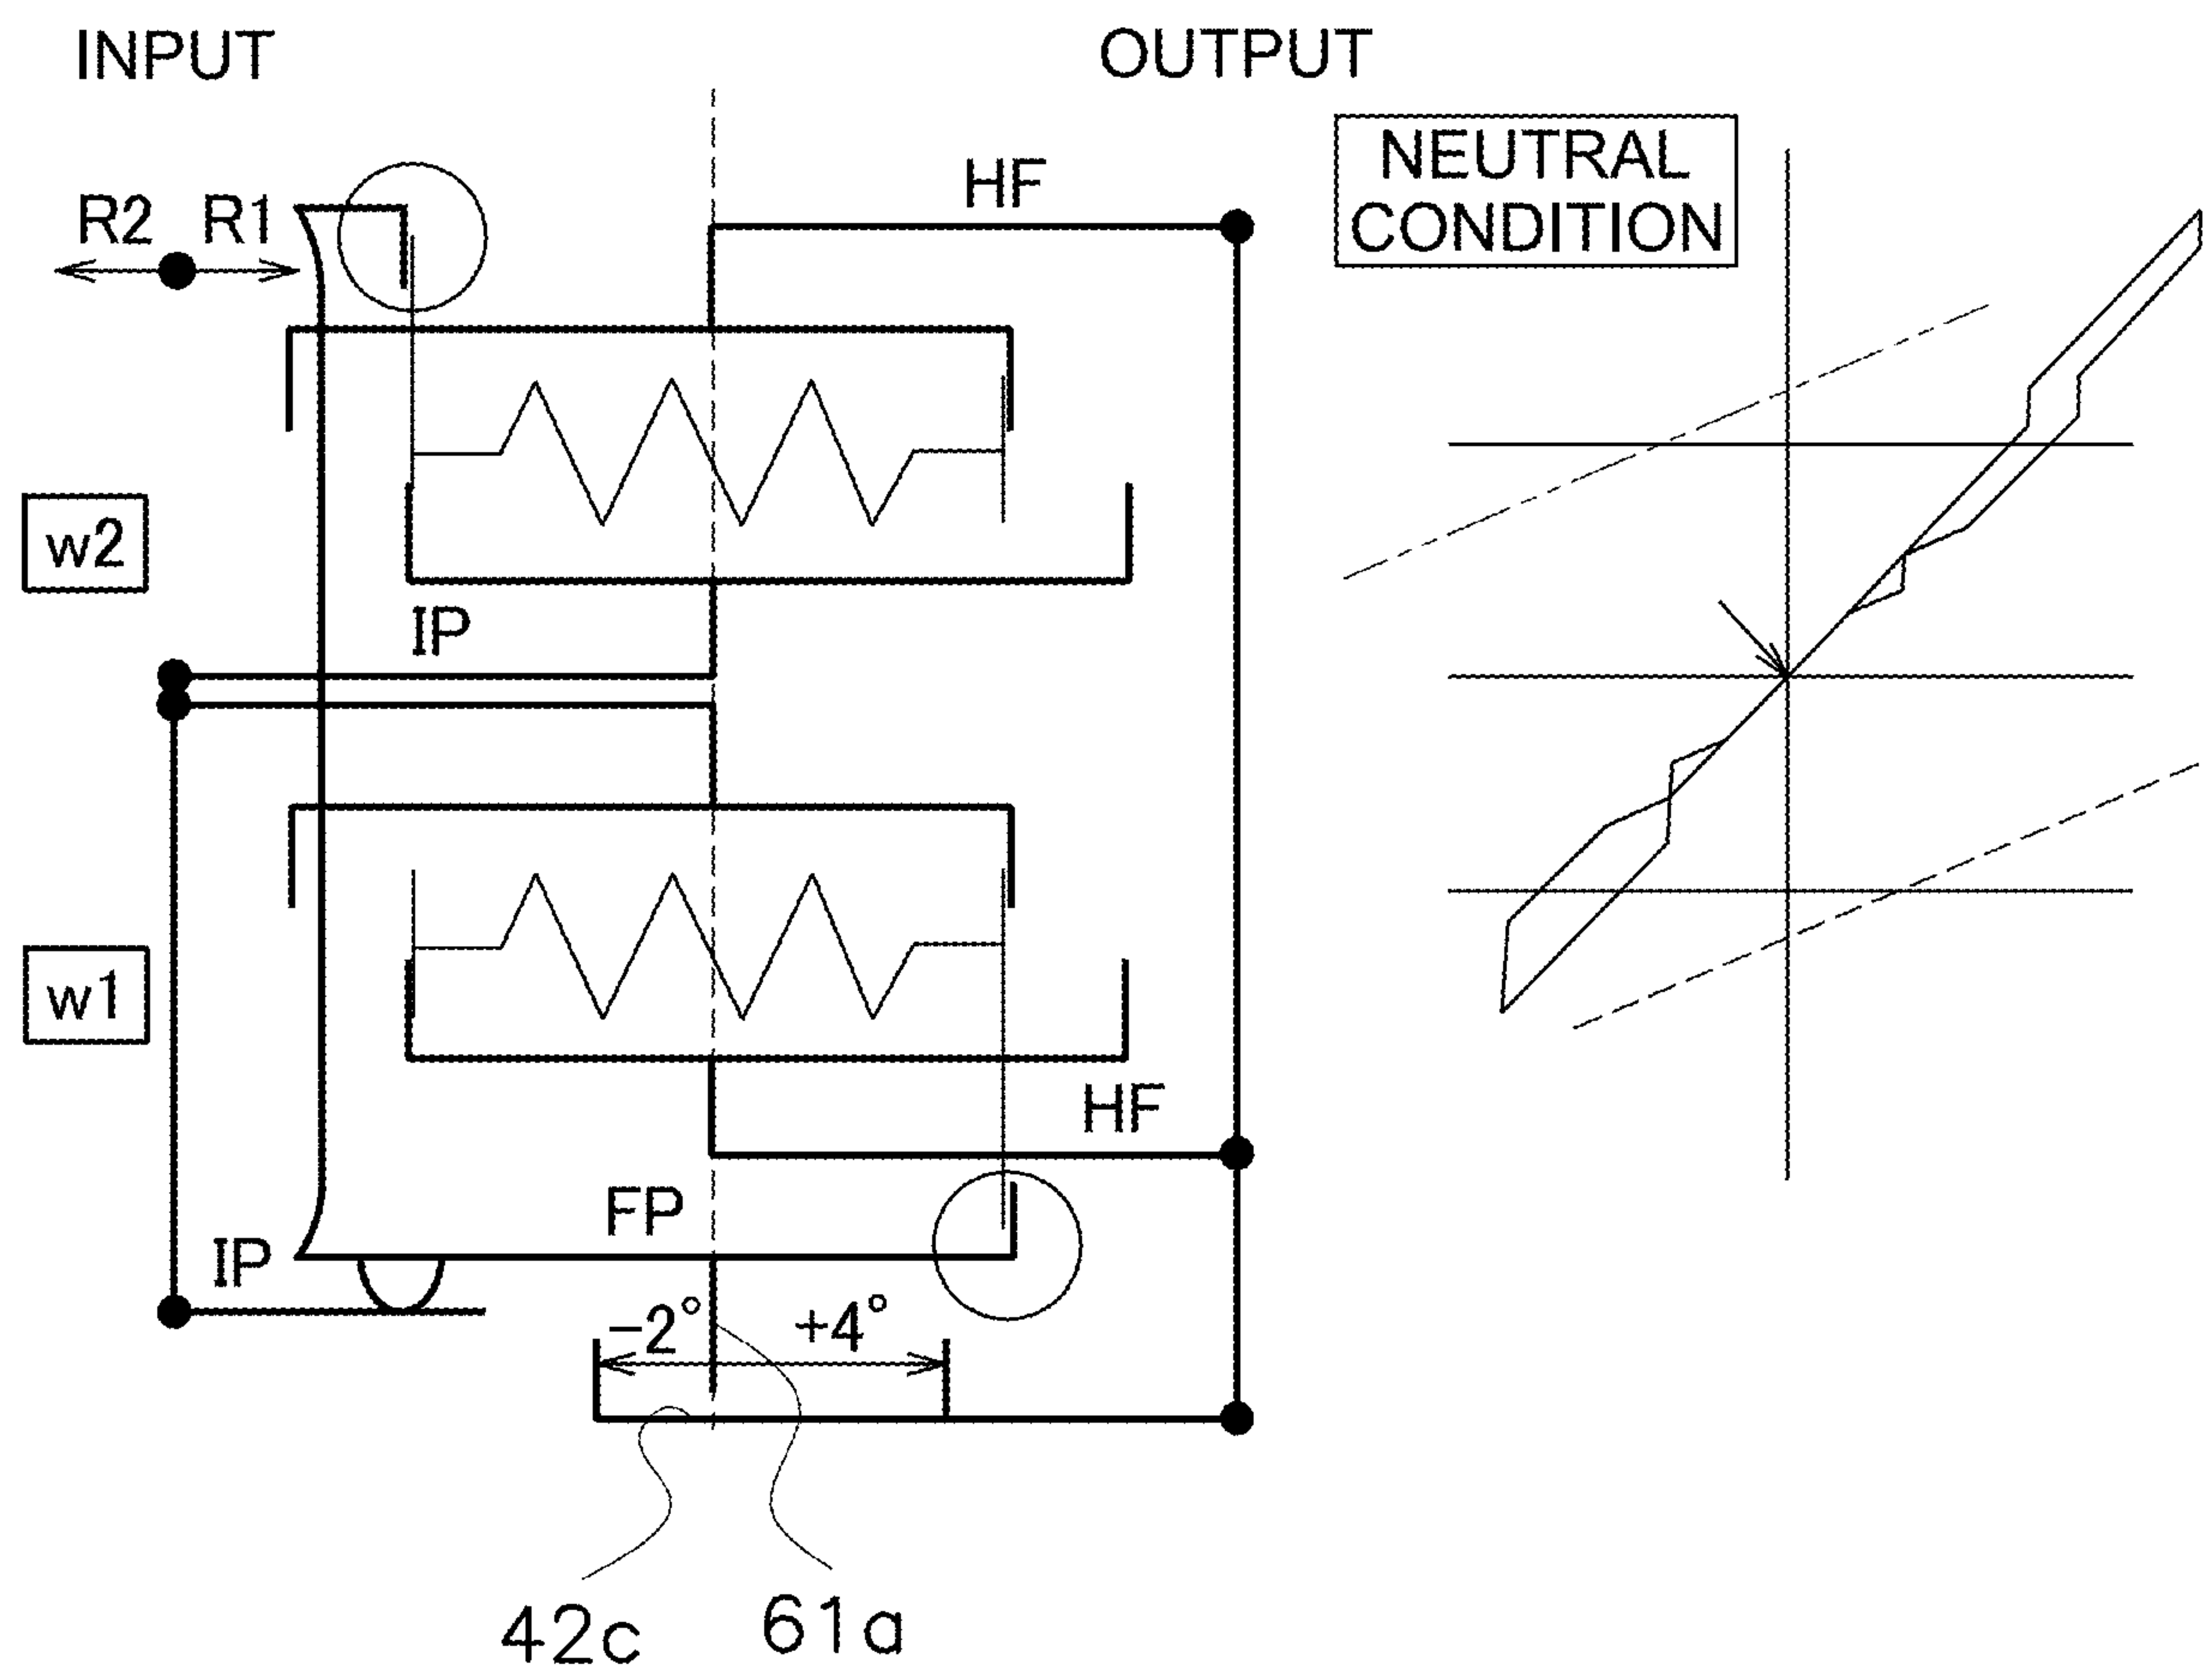 INPUT
OUTPUT
NEUTRAL
CONDITION
HF
R2
R1
w2
IP
w1
HF
FP
IP
−2°
+4°
42c
61a